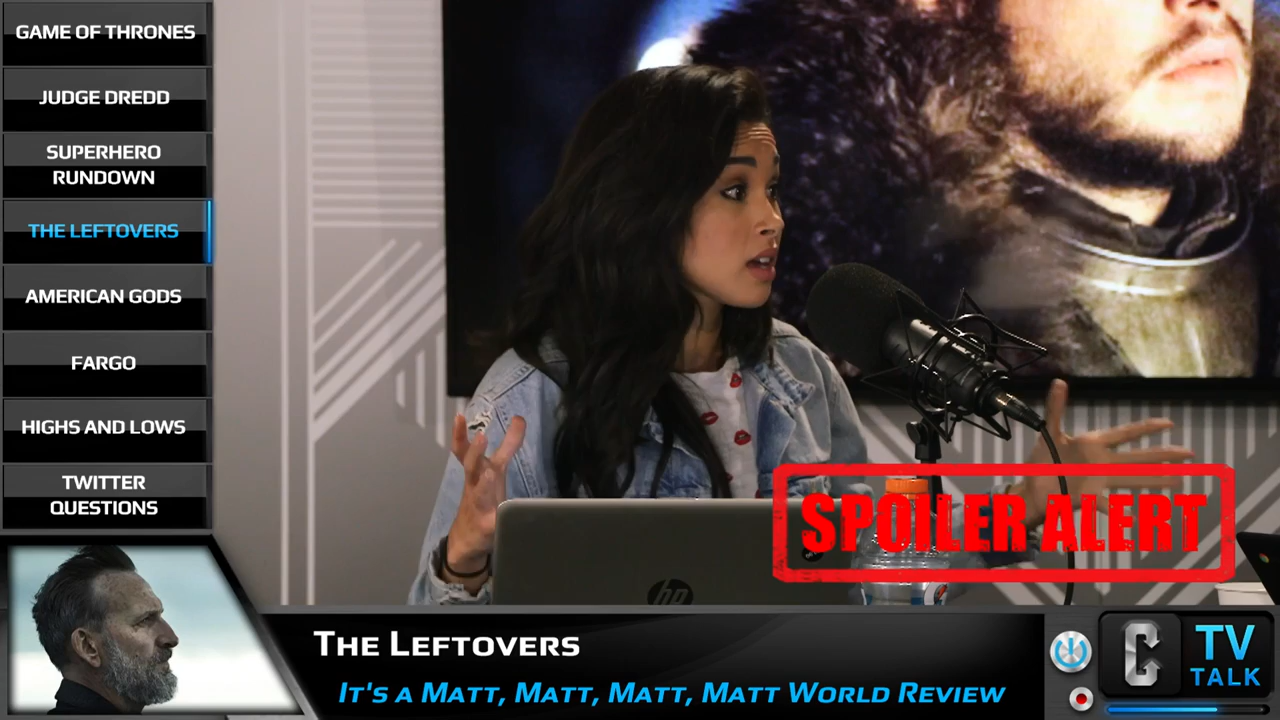 GAME OF THRONES
JUDGE DREDD
SUPERHERO
RUNDOWN
THE LEFTOVERS
AMERICAN GODS
FARGO
HIGHS AND LOWS
TWITTER
QUESTIONS
SPOILER ALERT
hp
THE LEFTOVERS
IT'S A MATT, MATT, MATT, MATT WORLD REVIEW
C
TV
TALK